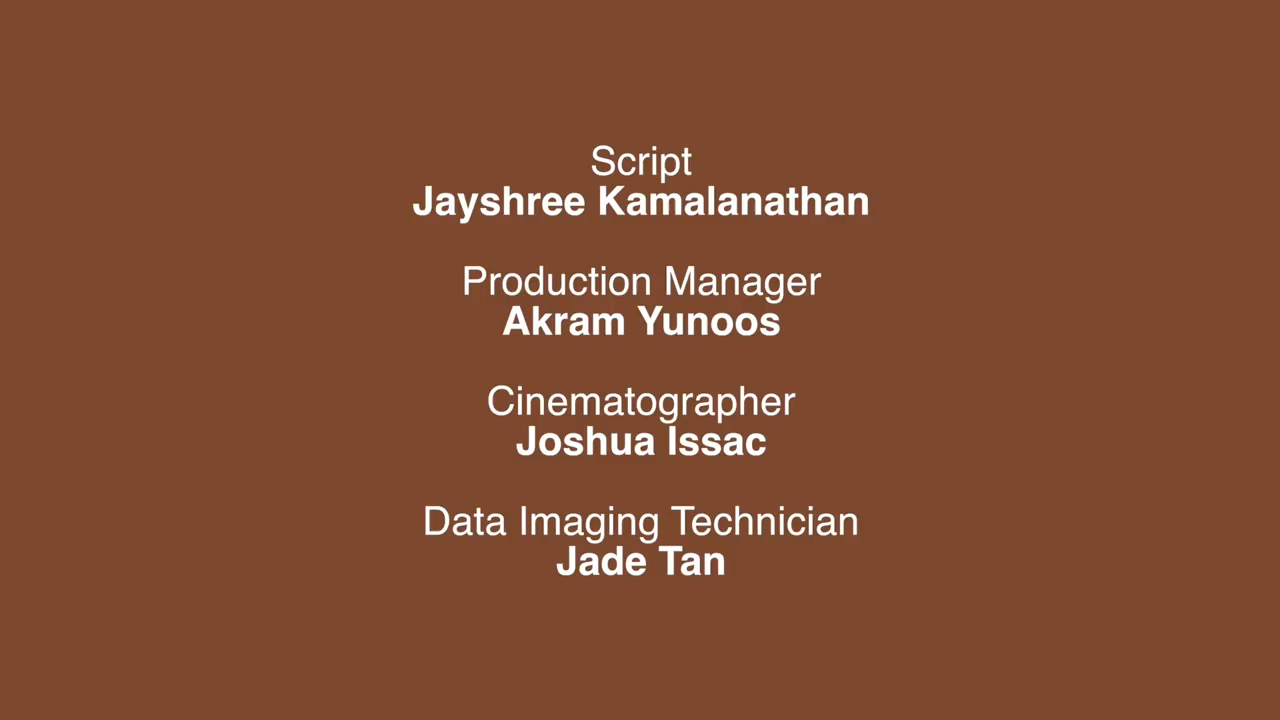 Script
Jayshree Kamalanathan
Production Manager
Akram Yunoos
Cinematographer
Joshua Issac
Data Imaging Technician
Jade Tan